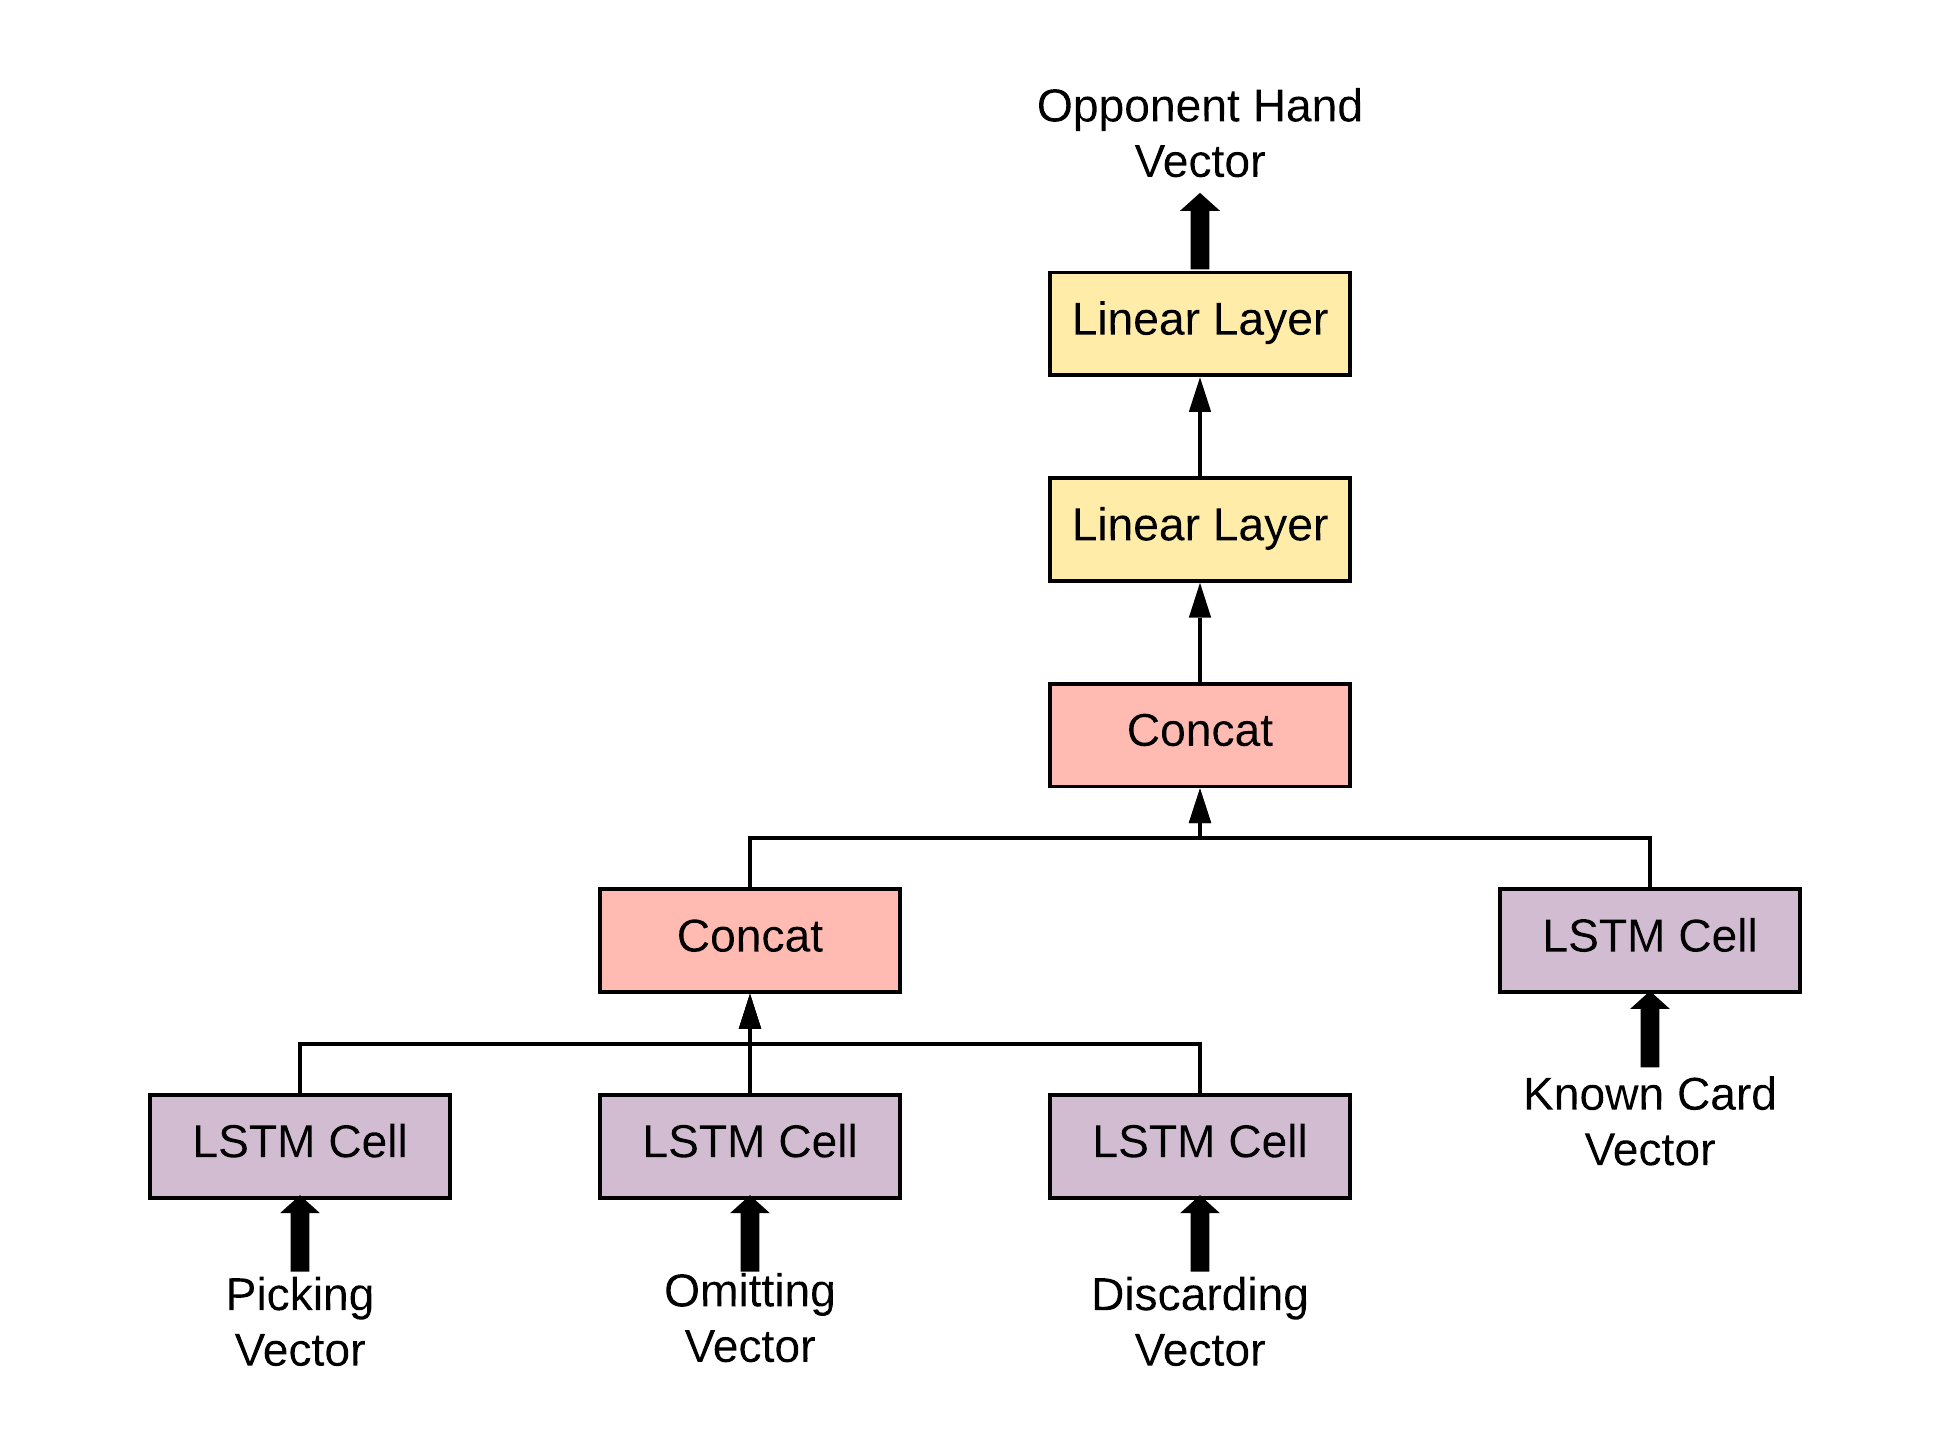 Opponent Hand
Vector
Linear Layer
Linear Layer
Concat
Concat
LSTM Cell
LSTM Cell
LSTM Cell
LSTM Cell
Known Card
Vector
Picking
Vector
Omitting
Vector
Discarding
Vector